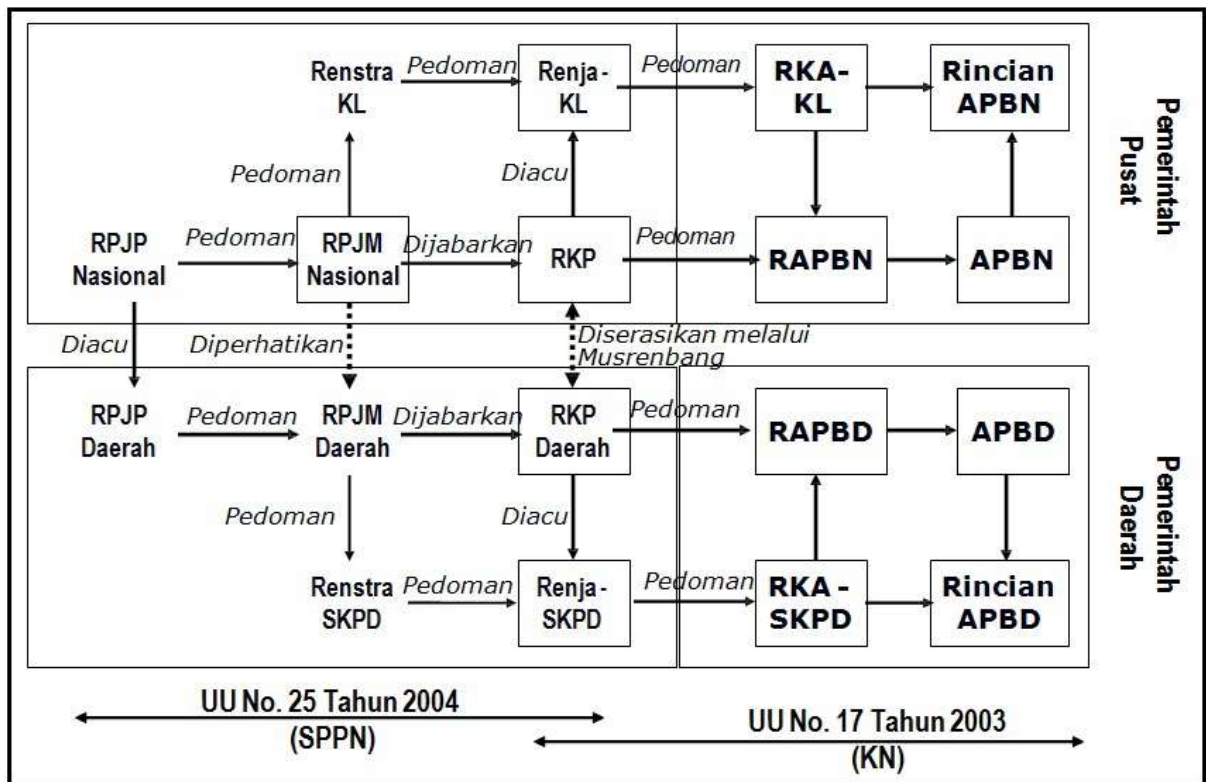 Renstra
KL
Pedoman
Renja -
KL
Pedoman
RKA-
KL
Rincian
APBN
Pemerintah
Pusat
Pedoman
Diacu
RPJP
Nasional
Pedoman
RPJM
Nasional
Dijabarkan
RKP
Pedoman
RAPBN
APBN
Diacu
Diperhatikan
Diserasikan melalui
Musrenbang
RPJP
Daerah
Pedoman
RPJM
Daerah
Dijabarkan
RKP
Daerah
Pedoman
RAPBD
APBD
Pemerintah
Daerah
Pedoman
Diacu
Renstra
SKPD
Pedoman
Renja -
SKPD
Pedoman
RKA -
SKPD
Rincian
APBD
UU No. 25 Tahun 2004
(SPPN)
UU No. 17 Tahun 2003
(KN)